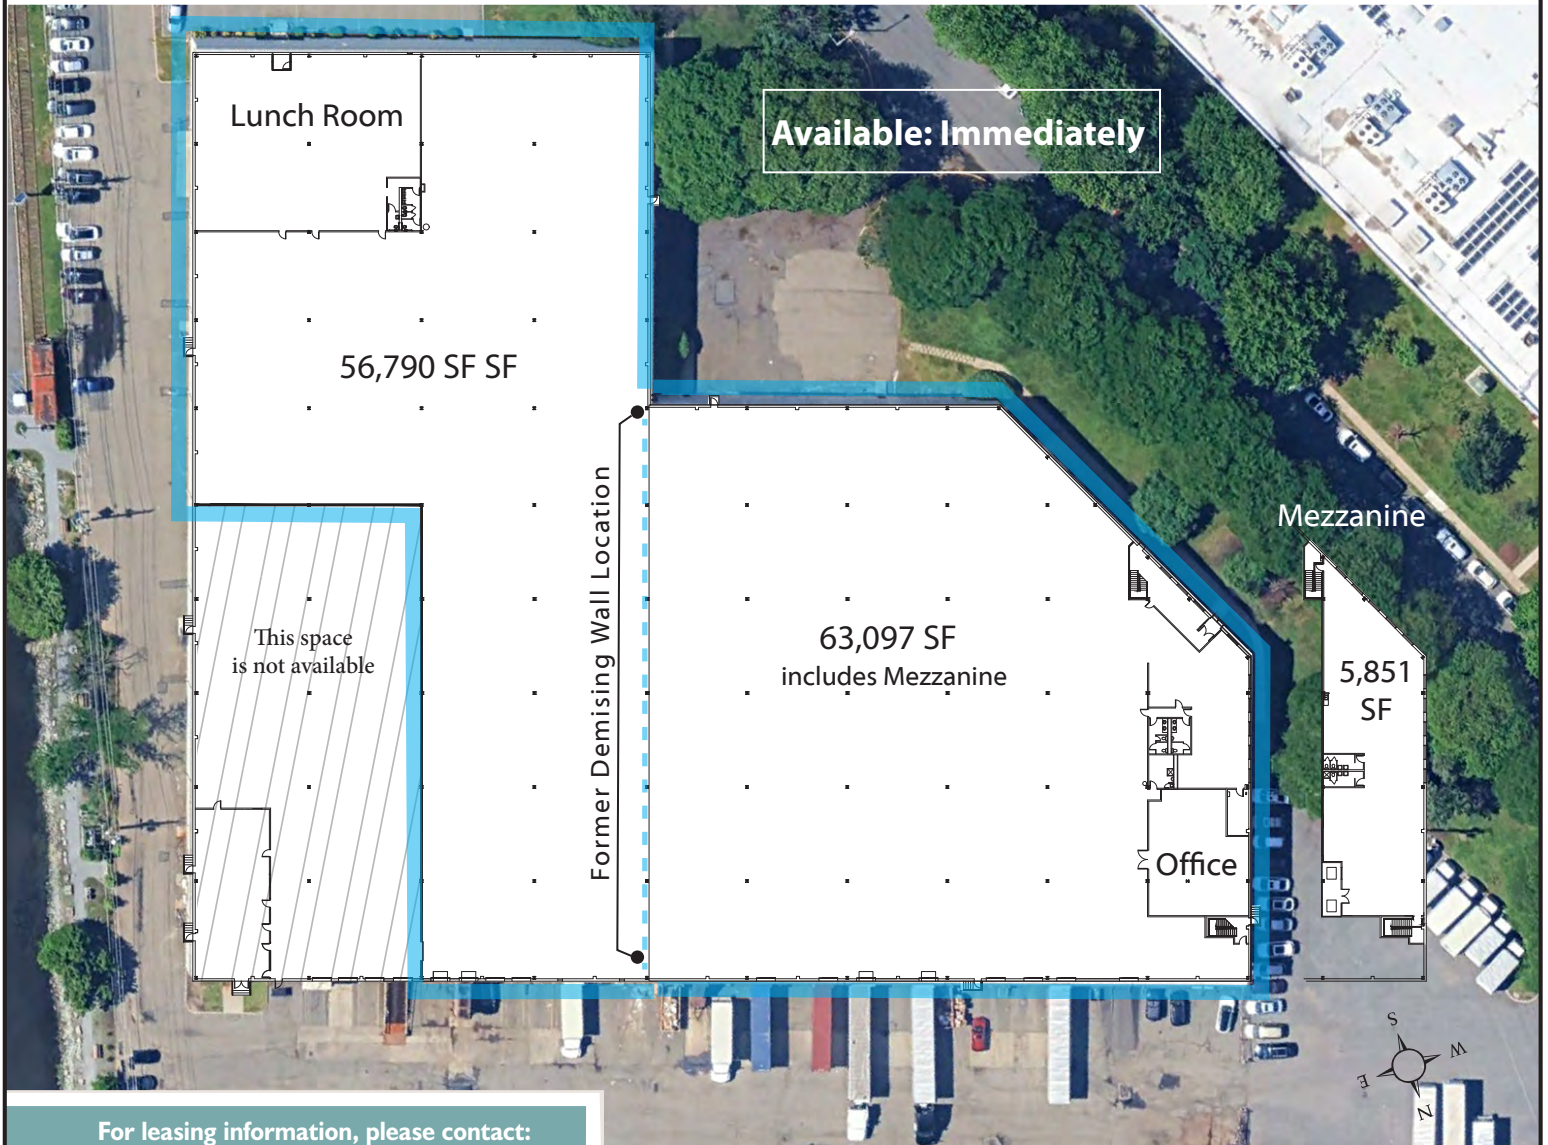 Available: Immediately
Lunch Room
56,790 SF SF
Former Demising Wall Location
Mezzanine
This space
is not available
63,097 SF
includes Mezzanine
5,851
SF
Office
S
W
E
N
For leasing information, please contact: